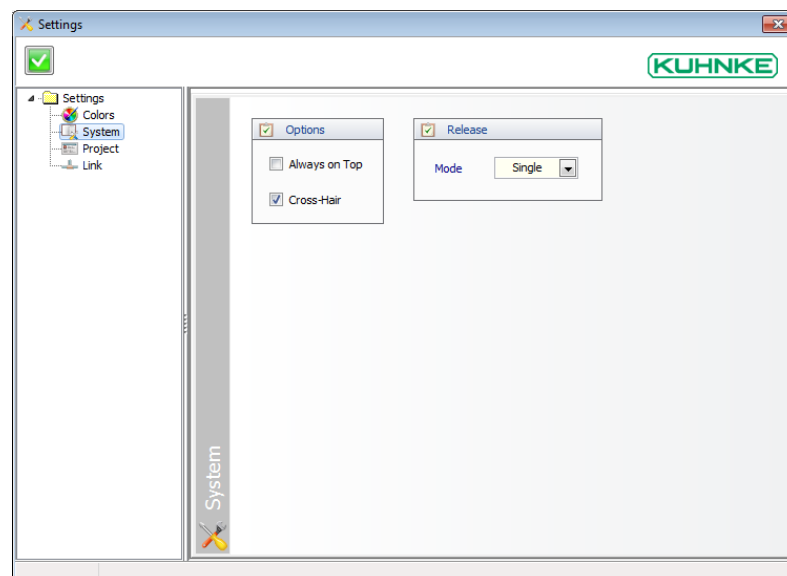 Settings
KUHNKE
Settings
Colors
System
Project
Link
Options
Always on Top
Cross-Hair
Release
Mode Single
System